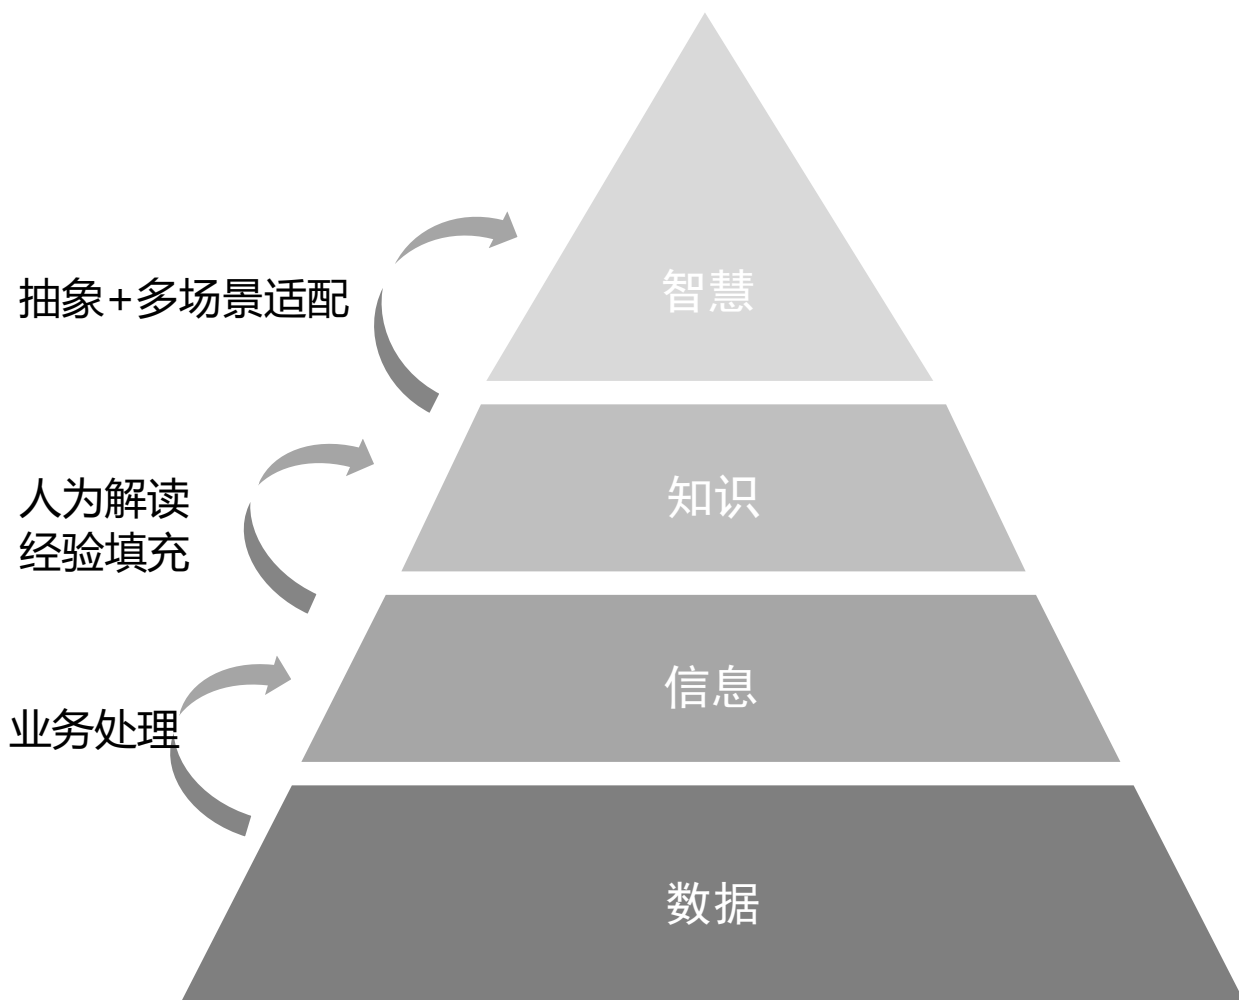 智慧
抽象+多场景适配
知识
人为解读
经验填充
信息
业务处理
数据